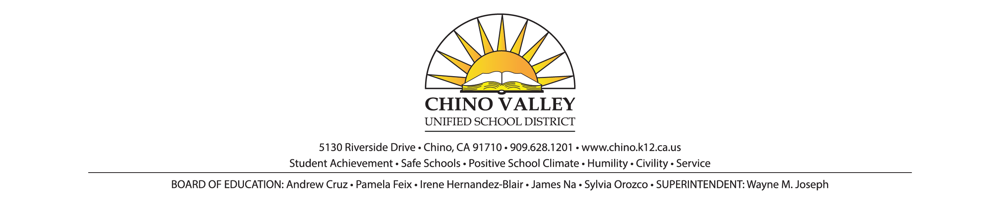 CHINO VALLEY
UNIFIED SCHOOL DISTRICT
5130 Riverside Drive • Chino, CA 91710 • 909.628.1201 • www.chino.k12.ca.us
Student Achievement • Safe Schools • Positive School Climate • Humility • Civility • Service
BOARD OF EDUCATION: Andrew Cruz • Pamela Feix • Irene Hernandez-Blair • James Na • Sylvia Orozco • SUPERINTENDENT: Wayne M. Joseph